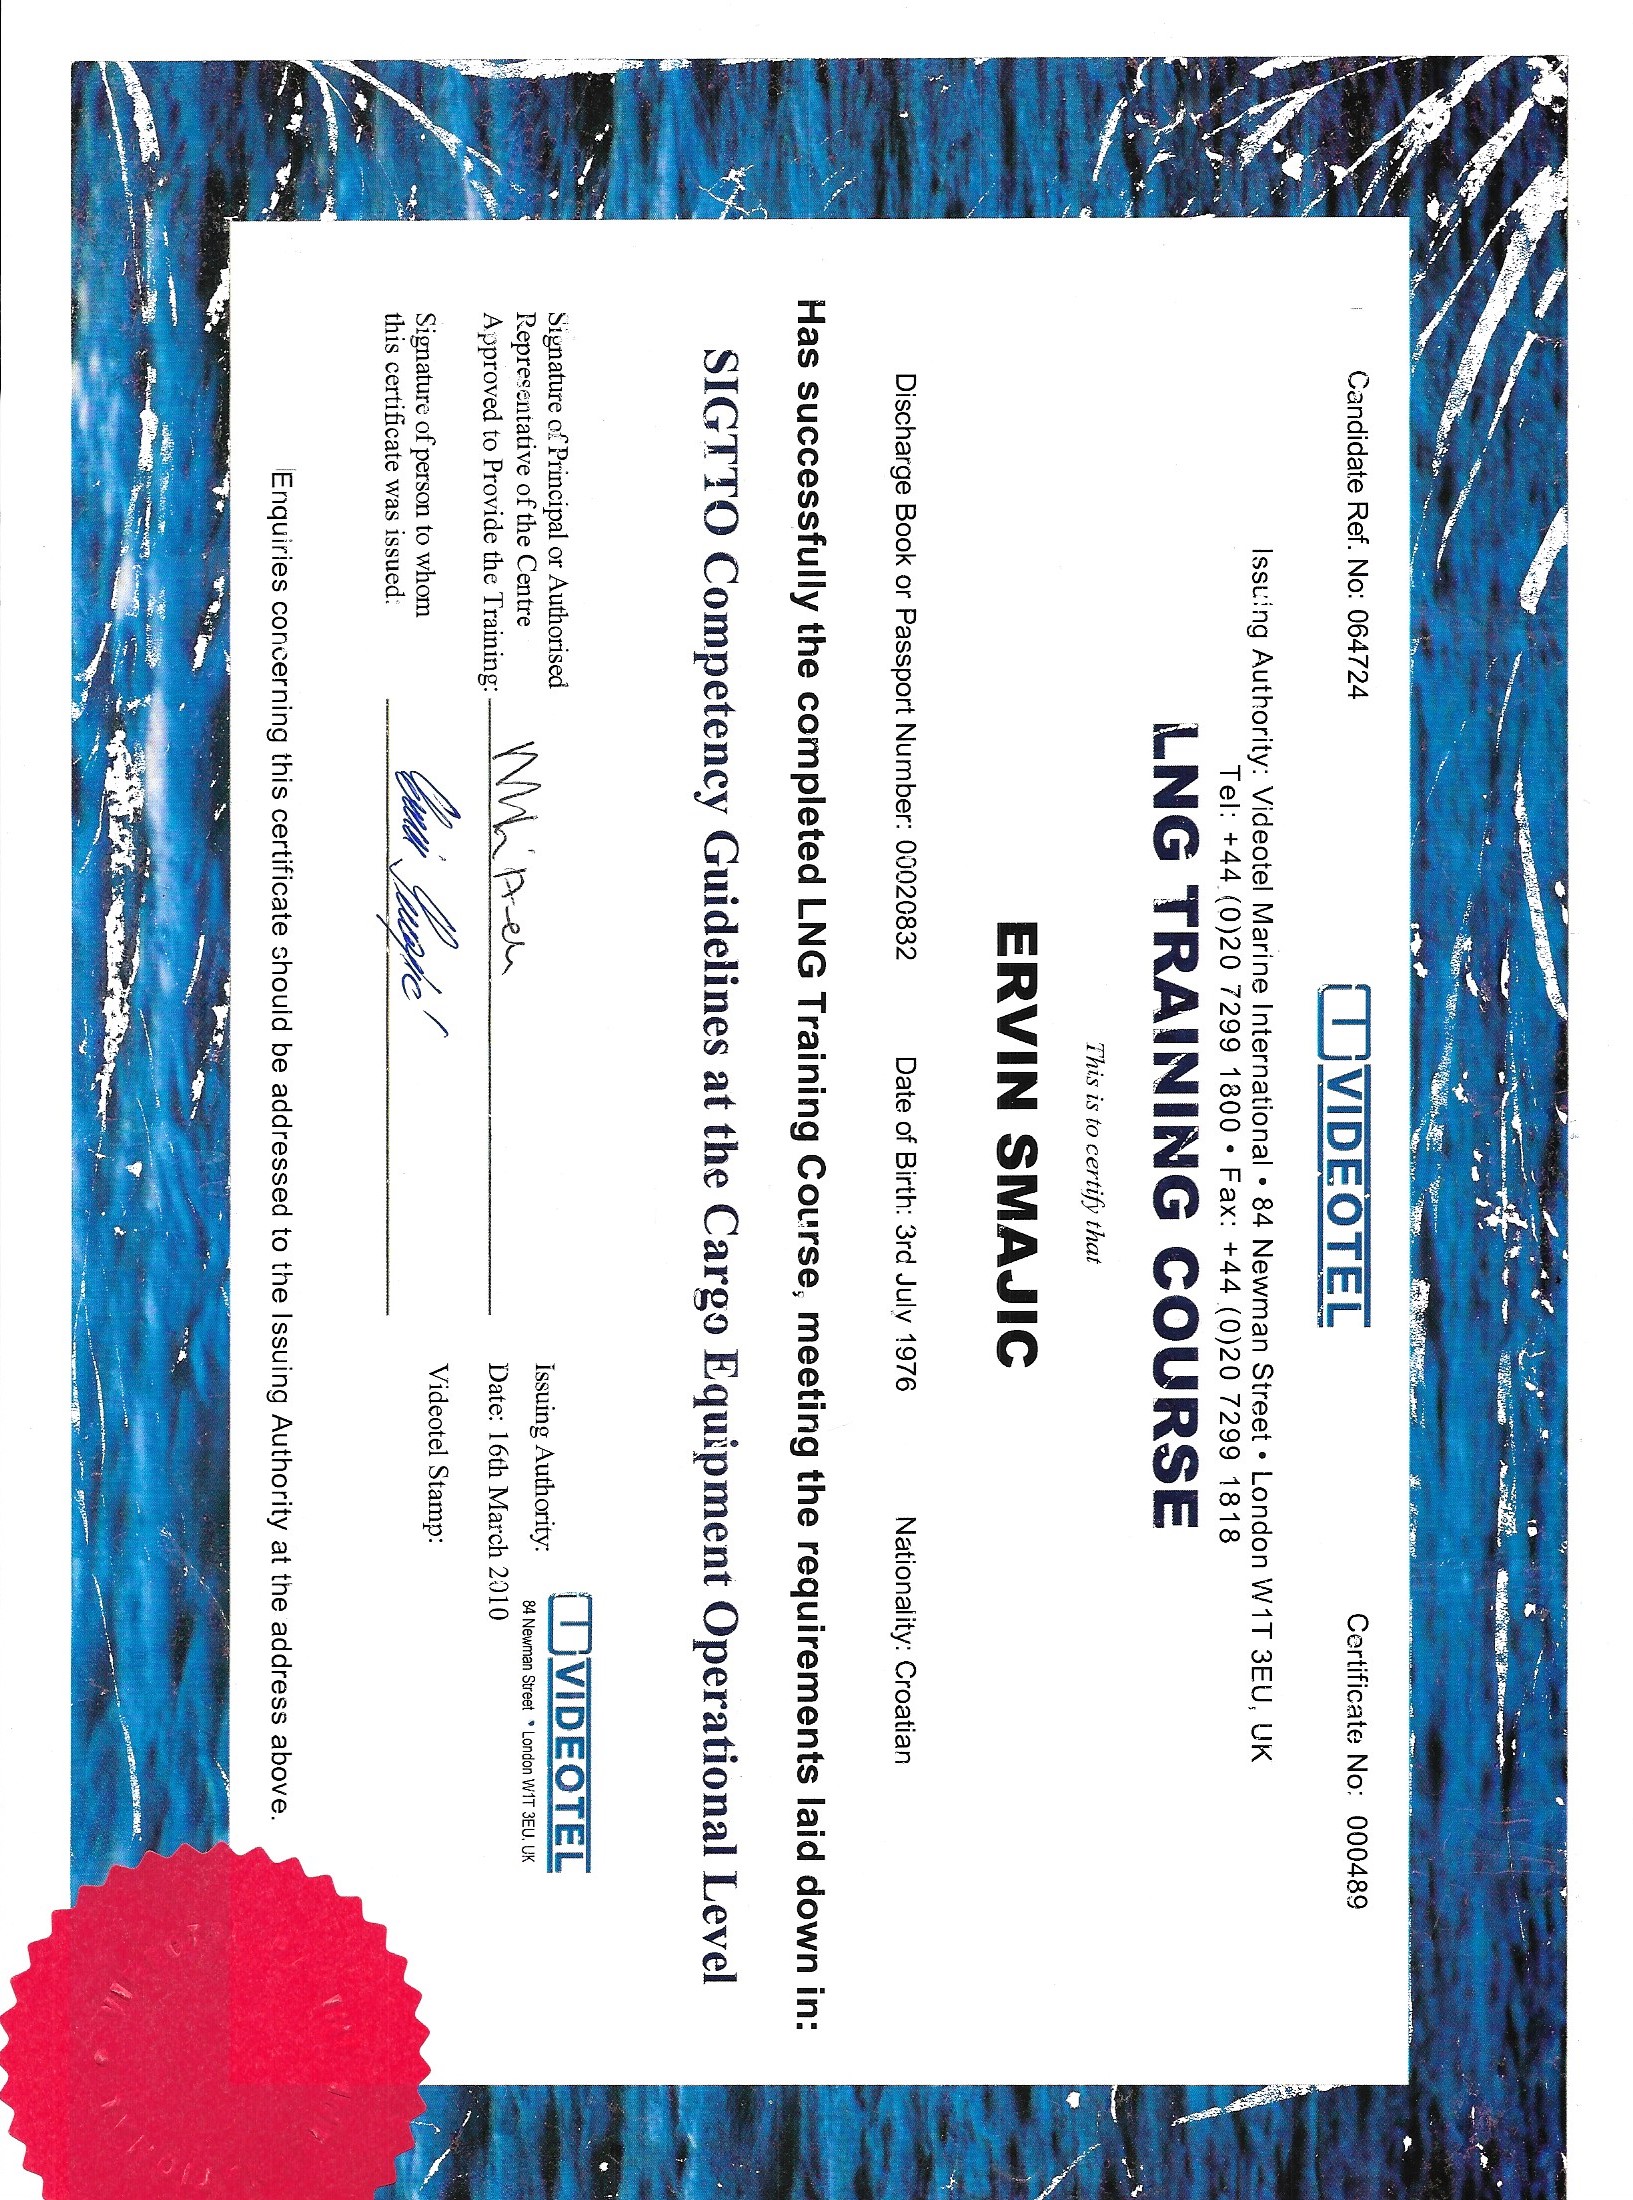 Candidate Ref. No: 064724
VIDEOTEL
Certificate No: 000489
Issuing Authority: Videotel Marine International • 84 Newman Street • London W1T 3EU, UK
Tel: +44 (0)20 7299 1800 • Fax: +44 (0)20 7299 1818
LNG TRAINING COURSE
This is to certify that
ERVIN SMAJIC
Discharge Book or Passport Number: 00020832
Date of Birth: 3rd July 1976
Nationality: Croatian
Has successfully the completed LNG Training Course, meeting the requirements laid down in:
SIGTTO Competency Guidelines at the Cargo Equipment Operational Level
Signature of Principal or Authorised
Representative of the Centre
Approved to Provide the Training:
Signature of person to whom
this certificate was issued:
VIDEOTEL
Issuing Authority:
84 Newman Street • London W1T 3EU, UK
Date: 16th March 2010
Videotel Stamp:
Enquiries concerning this certificate should be addressed to the Issuing Authority at the address above.